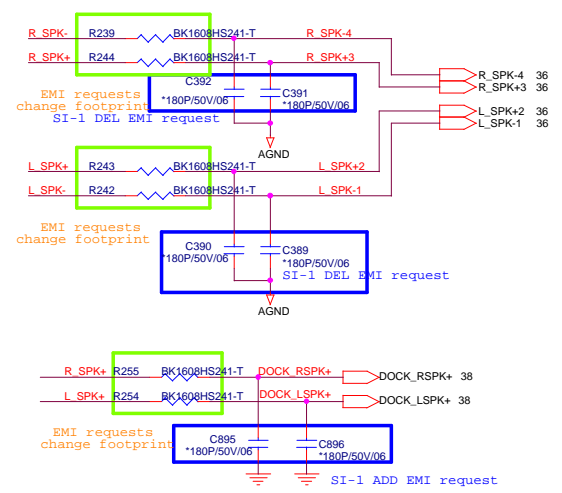 R_SPK- R239 BK1608HS241-T R_SPK-4
R_SPK+ R244 BK1608HS241-T R_SPK+3
R_SPK-4 36
R_SPK+3 36
C392 C391
*180P/50V/06 *180P/50V/06
EMI requests
change footprint
SI-1 DEL EMI request
L_SPK+2 36
L_SPK-1 36
AGND
L_SPK+ R243 BK1608HS241-T L_SPK+2
L_SPK- R242 BK1608HS241-T L_SPK-1
EMI requests
change footprint
C390 C389
*180P/50V/06 *180P/50V/06
SI-1 DEL EMI request
AGND
R_SPK+ R255 BK1608HS241-T DOCK_RSPK+ DOCK_RSPK+ 38
L_SPK+ R254 BK1608HS241-T DOCK_LSPK+ DOCK_LSPK+ 38
EMI requests
change footprint
C895 C896
*180P/50V/06 *180P/50V/06
SI-1 ADD EMI request